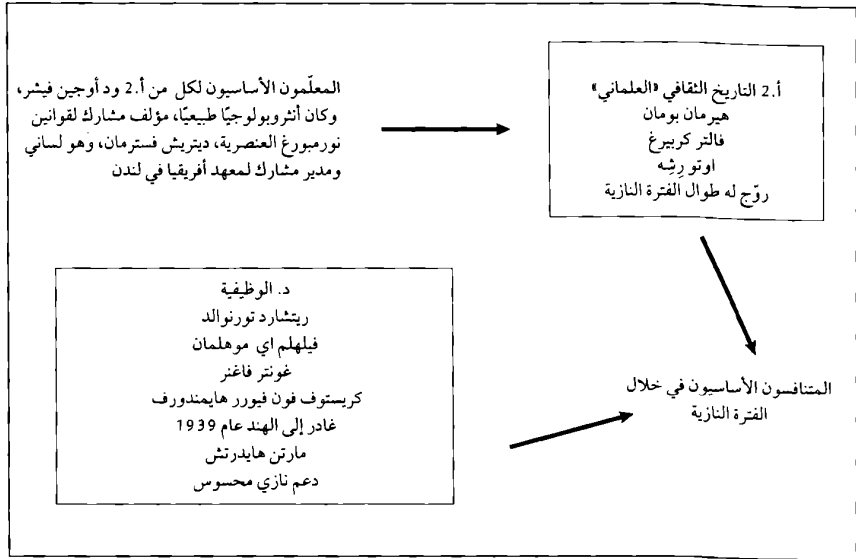 المعلّمون الأساسيون لكل من أ.2 ود أوجين فيشر،
وكان أنثروبولوجيًا طبيعيًا، مؤلف مشارك لقوانين
نورمبورغ العنصرية، ديتريش فسترمان، وهو لساني
ومدير مشارك لمعهد أفريقيا في لندن
أ.2 التاريخ الثقافي «العلماني»
هيرمان بومان
فالتر كربيرغ
اوتو رِشِه
روّج له طوال الفترة النازية
د. الوظيفية
ريتشارد تورنوالد
فيلهلم اي موهلمان
غونتر فاغنر
كريستوف فون فيورر هايمندورف
غادر إلى الهند عام 1939
مارتن هايدرتش
دعم نازي محسوس
المتنافسون الأساسيون في خلال
الفترة النازية